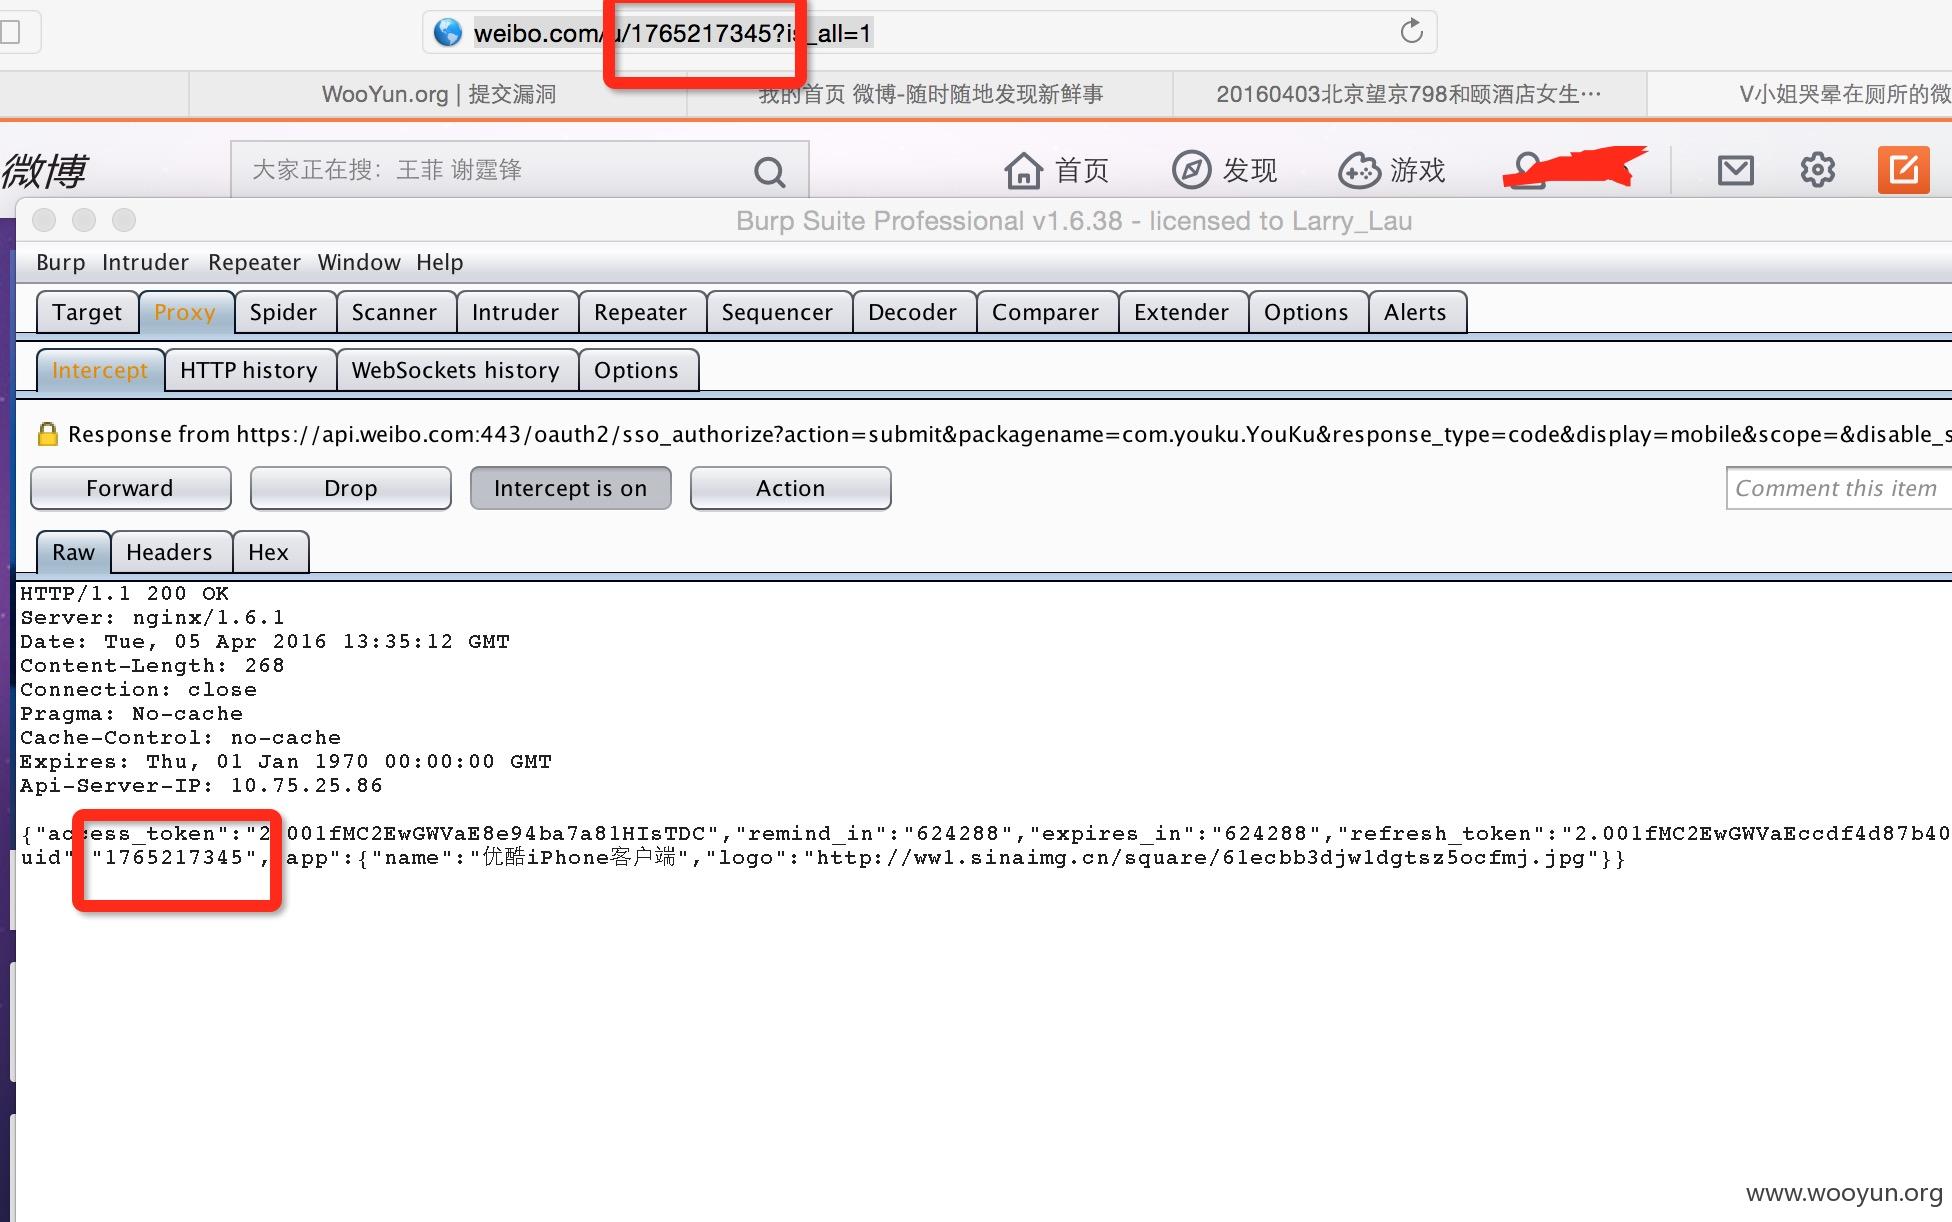 weibo.com/u/1765217345?is_all=1
WooYun.org | 提交漏洞
我的首页 微博-随时随地发现新鲜事
20160403北京望京798和颐酒店女生…
V小姐哭晕在厕所的微
微博
大家正在搜：王菲 谢霆锋
首页
发现
游戏
Burp Suite Professional v1.6.38 - licensed to Larry_Lau
Burp Intruder Repeater Window Help
Target Proxy Spider Scanner Intruder Repeater Sequencer Decoder Comparer Extender Options Alerts
Intercept HTTP history WebSockets history Options
Response from https://api.weibo.com:443/oauth2/sso_authorize?action=submit&packagename=com.youku.YouKu&response_type=code&display=mobile&scope=&disable_s
Forward Drop Intercept is on Action Comment this item
Raw Headers Hex
HTTP/1.1 200 OK
Server: nginx/1.6.1
Date: Tue, 05 Apr 2016 13:35:12 GMT
Content-Length: 268
Connection: close
Pragma: No-cache
Cache-Control: no-cache
Expires: Thu, 01 Jan 1970 00:00:00 GMT
Api-Server-IP: 10.75.25.86
{"access_token":"2.001fMC2EwGWVaE8e94ba7a81HIsTDC","remind_in":"624288","expires_in":"624288","refresh_token":"2.001fMC2EwGWVaEccdf4d87b40
uid":"1765217345","app":{"name":"优酷iPhone客户端","logo":"http://ww1.sinaimg.cn/square/61ecbb3djw1dgtsz5ocfmj.jpg"}}
www.wooyun.org